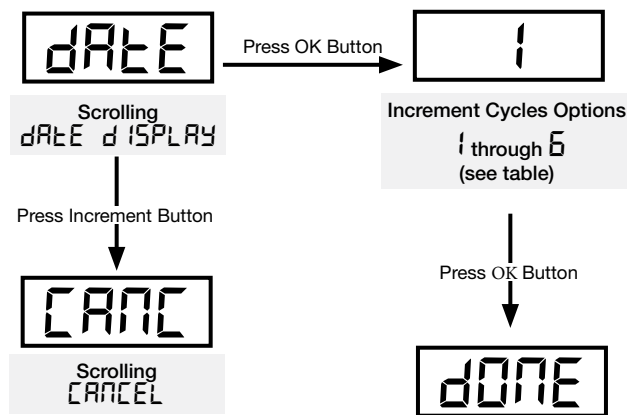 dAtE
Press OK Button
1
Scrolling
dAtE dISPLAY
Increment Cycles Options
1 through 6
(see table)
Press Increment Button
Press OK Button
CANC
Scrolling
CANCEL
dONE